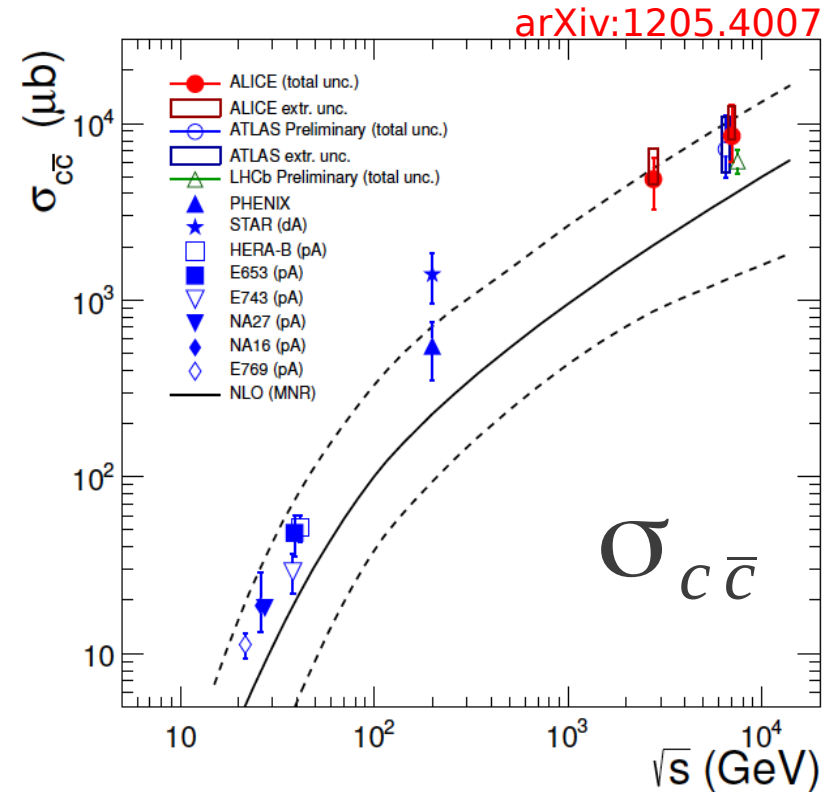 arXiv:1205.4007
σcc̄ (μb)
ALICE (total unc.)
ALICE extr. unc.
ATLAS Preliminary (total unc.)
ATLAS extr. unc.
LHCb Preliminary (total unc.)
PHENIX
STAR (dA)
HERA-B (pA)
E653 (pA)
E743 (pA)
NA27 (pA)
NA16 (pA)
E769 (pA)
NLO (MNR)
10⁴
10³
10²
10
σ c c̄
10 10² 10³ 10⁴
√s (GeV)